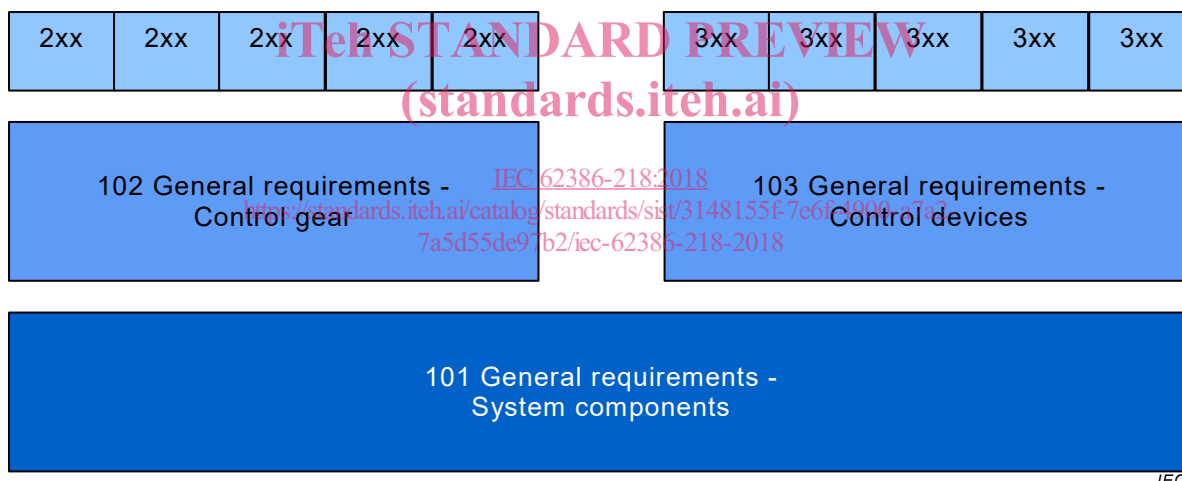 2xx 2xx 2xx 2xx 2xx 3xx 3xx 3xx 3xx 3xx
iTeh STANDARD PREVIEW
(standards.iteh.ai)
102 General requirements -
Control gear
IEC 62386-218:2018
https://standards.iteh.ai/catalog/standards/sist/3148155f-7e6f-4900-a7a2-
7a5d55de97b2/iec-62386-218-2018
103 General requirements -
Control devices
101 General requirements -
System components
IEC